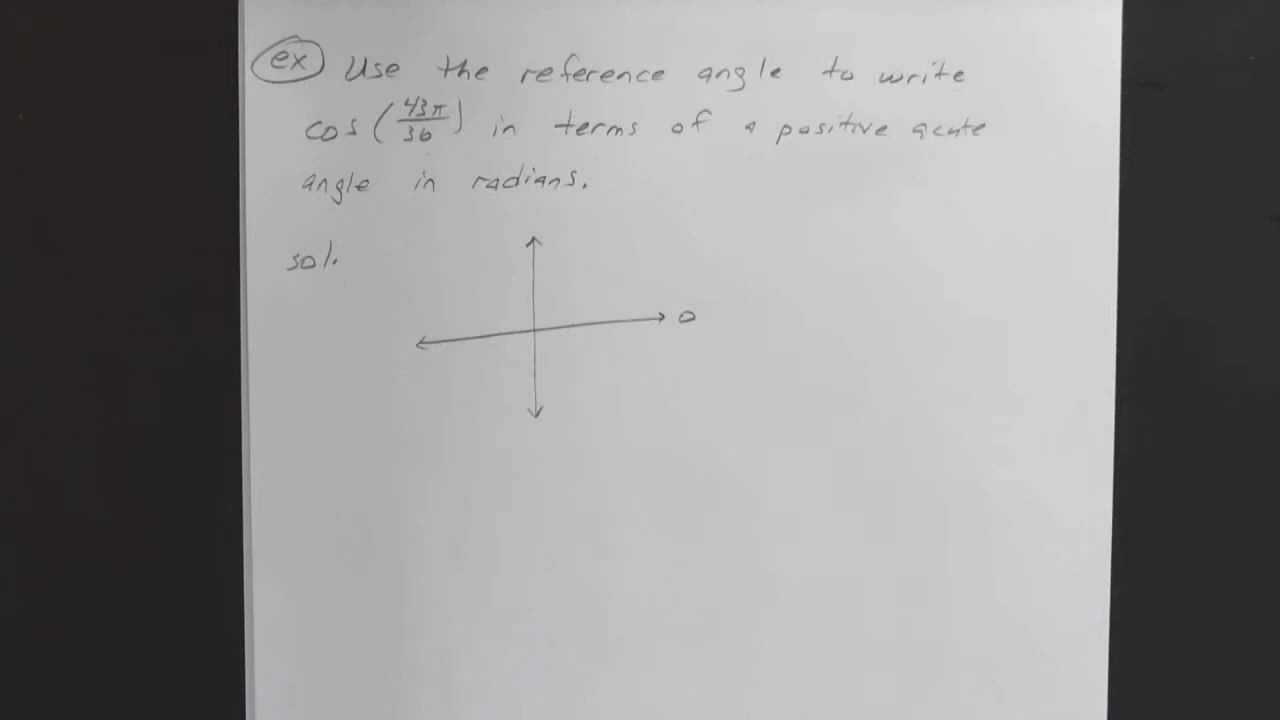 ex Use the reference angle to write
cos(43π/36) in terms of a positive acute
angle in radians.
sol.
0